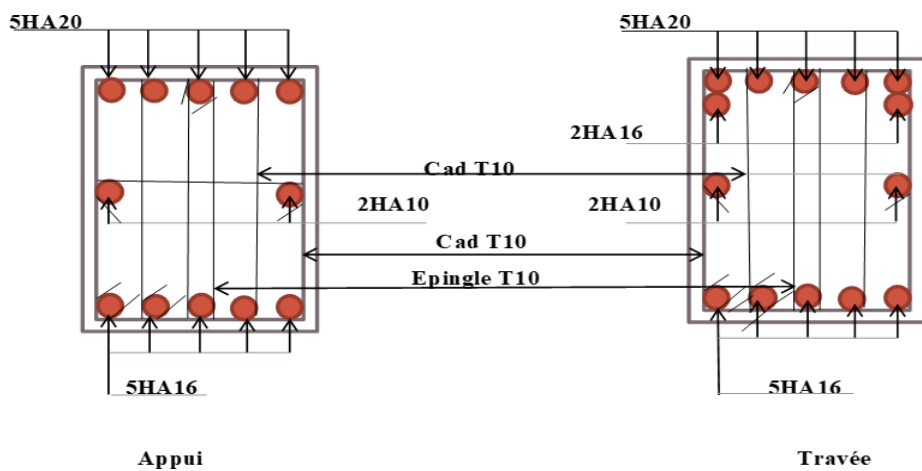 5HA20 5HA20
2HA16
Cad T10
2HA10 2HA10
Cad T10
Epingle T10
5HA16 5HA16
Appui Travée